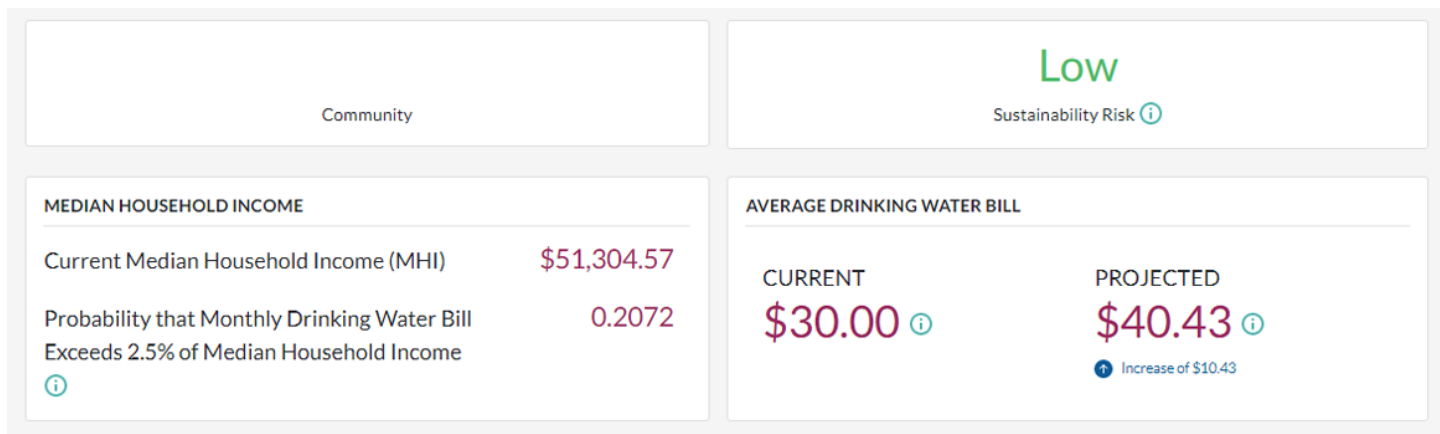 Community
Low
Sustainability Risk
MEDIAN HOUSEHOLD INCOME
Current Median Household Income (MHI) $51,304.57
Probability that Monthly Drinking Water Bill 0.2072
Exceeds 2.5% of Median Household Income
AVERAGE DRINKING WATER BILL
CURRENT PROJECTED
$30.00 $40.43
Increase of $10.43